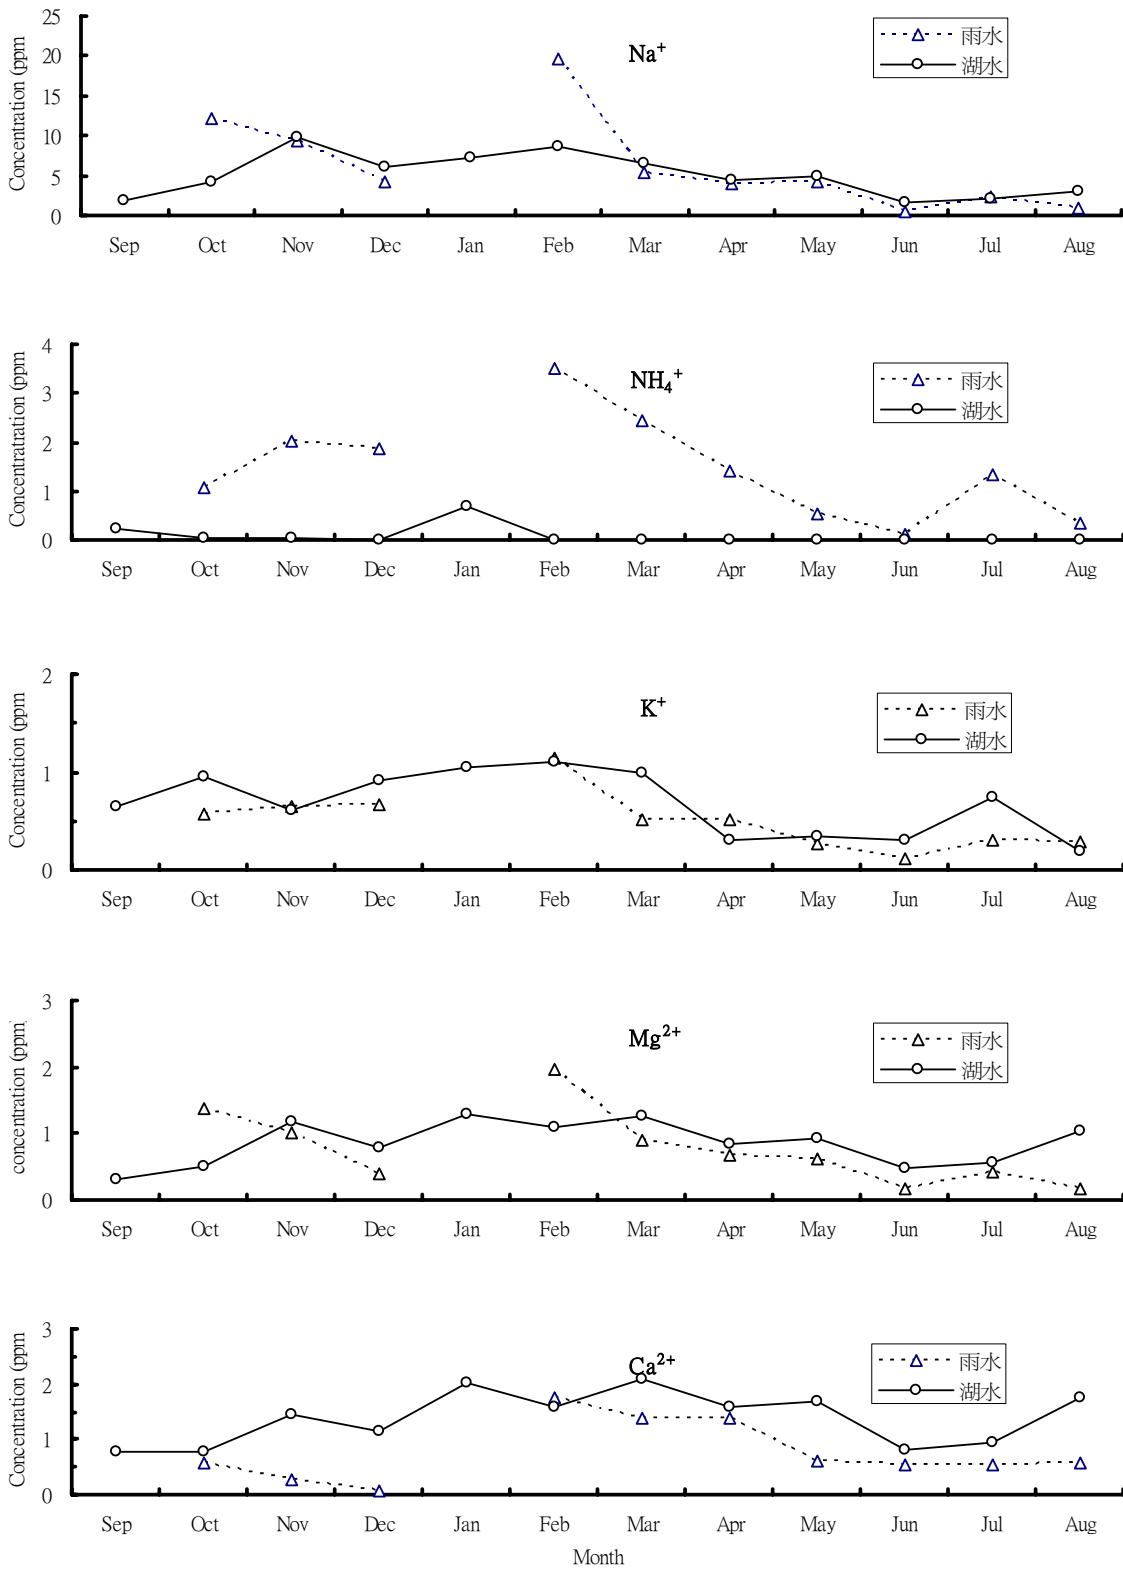 Concentration (ppm
25
20
15
10
5
0
Na⁺
雨水
湖水
Sep Oct Nov Dec Jan Feb Mar Apr May Jun Jul Aug
Concentratration (ppm
4
3
2
1
0
NH₄⁺
雨水
湖水
Sep Oct Nov Dec Jan Feb Mar Apr May Jun Jul Aug
Concentration (ppm
2
1
0
K⁺
雨水
湖水
Sep Oct Nov Dec Jan Feb Mar Apr May Jun Jul Aug
concentration (ppm)
3
2
1
0
Mg²⁺
雨水
湖水
Sep Oct Nov Dec Jan Feb Mar Apr May Jun Jul Aug
Concentration (ppm
3
2
1
0
Ca²⁺
雨水
湖水
Sep Oct Nov Dec Jan Feb Mar Apr May Jun Jul Aug
Month